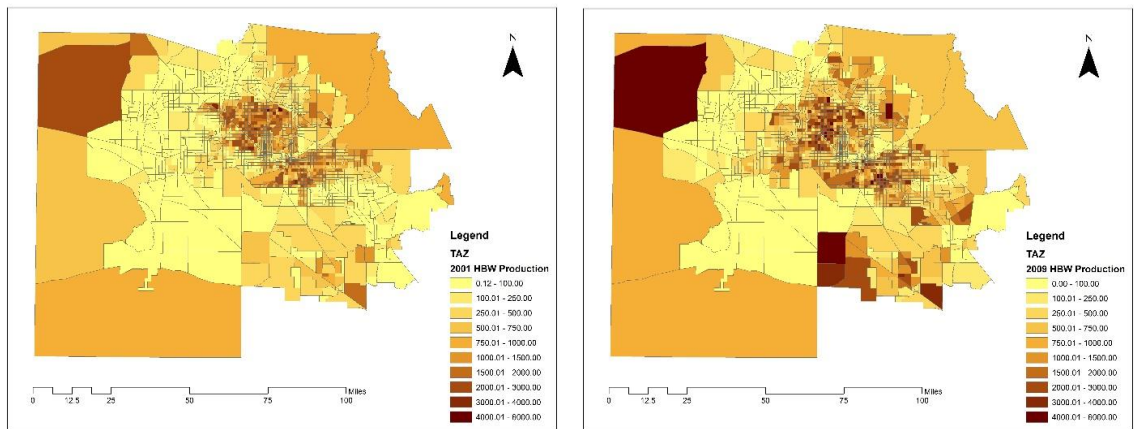 N
Legend
TAZ
2001 HBW Production
0.12 - 100.00
100.01 - 250.00
250.01 - 500.00
500.01 - 750.00
750.01 - 1000.00
1000.01 - 1500.00
1500.01 2000.00
2000.01 - 3000.00
3000.01 - 4000.00
4000.01 - 6000.00
Miles
0 12.5 25 50 75 100
N
Legend
TAZ
2009 HBW Production
0.00 - 100.00
100.01 - 250.00
250.01 - 500.00
500.01 - 750.00
750.01 - 1000.00
1000.01 - 1500.00
1500.01 2000.00
2000.01 - 3000.00
3000.01 - 4000.00
4000.01 - 6000.00
Miles
0 12.5 25 50 75 100